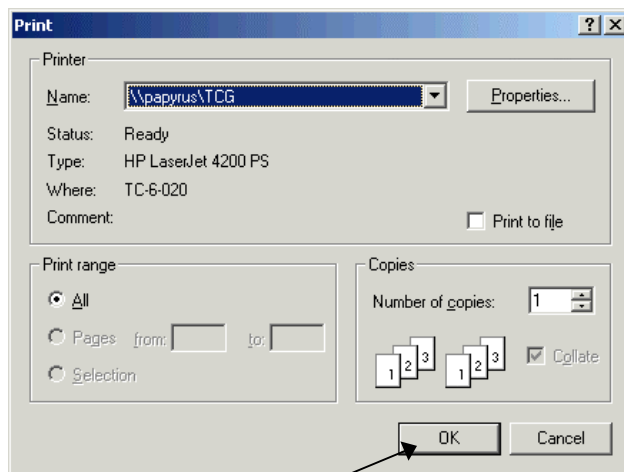 Print
Printer
Name: \\papyrus\TCG Properties...
Status: Ready
Type: HP LaserJet 4200 PS
Where: TC-6-020
Comment: Print to file
Print range
All
Pages from: to:
Selection
Copies
Number of copies: 1
1 2 3 1 2 3 Collate
OK Cancel